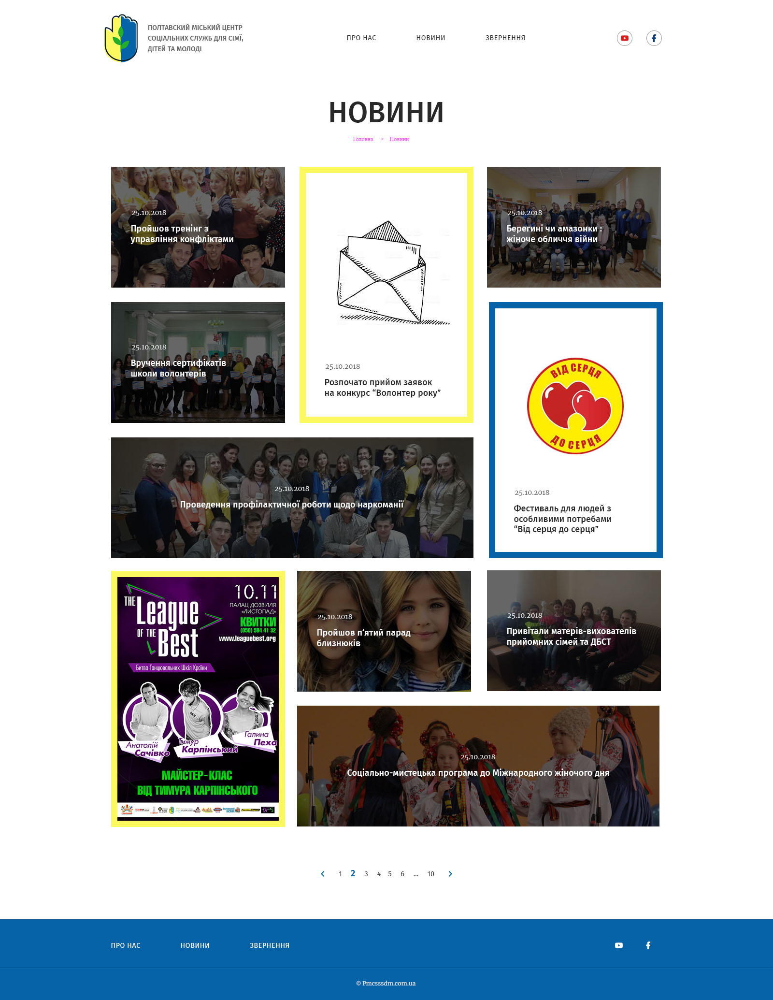 ПОЛТАВСКИЙ МІСЬКИЙ ЦЕНТР
СОЦІАЛЬНИХ СЛУЖБ ДЛЯ СІМЇ,
ДІТЕЙ ТА МОЛОДІ
ПРО НАС
НОВИНИ
ЗВЕРНЕННЯ
НОВИНИ
Головна > Новини
25.10.2018
Пройшов тренінг з
управління конфліктами
25.10.2018
Розпочато прийом заявок
на конкурс “Волонтер року”
25.10.2018
Берегині чи амазонки :
жіноче обличчя війни
25.10.2018
Вручення сертифікатів
школи волонтерів
ВІД СЕРЦЯ
ДО СЕРЦЯ
25.10.2018
Фестиваль для людей з
особливими потребами
“Від серця до серця”
25.10.2018
Проведення профілактичної роботи щодо наркоманії
THE League
OF THE Best
Битва Танцювальних Шкіл Країни
10.11
ПАЛАЦ ДОЗВІЛЛЯ
«ЛИСТОПАД»
КВИТКИ
(050) 584 41 32
www.leaguebest.org
Анатолій
Сачівко
Тимур
Карпінський
Галина
Пеха
МАЙСТЕР-КЛАС
ВІД ТИМУРА КАРПІНСЬКОГО
25.10.2018
Пройшов п‘ятий парад
близнюків
25.10.2018
Привітали матерів-вихователів
прийомних сімей та ДБСТ
25.10.2018
Соціально-мистецька програма до Міжнародного жіночого дня
1 2 3 4 5 6 ... 10
ПРО НАС
НОВИНИ
ЗВЕРНЕННЯ
© Pmcsssdm.com.ua